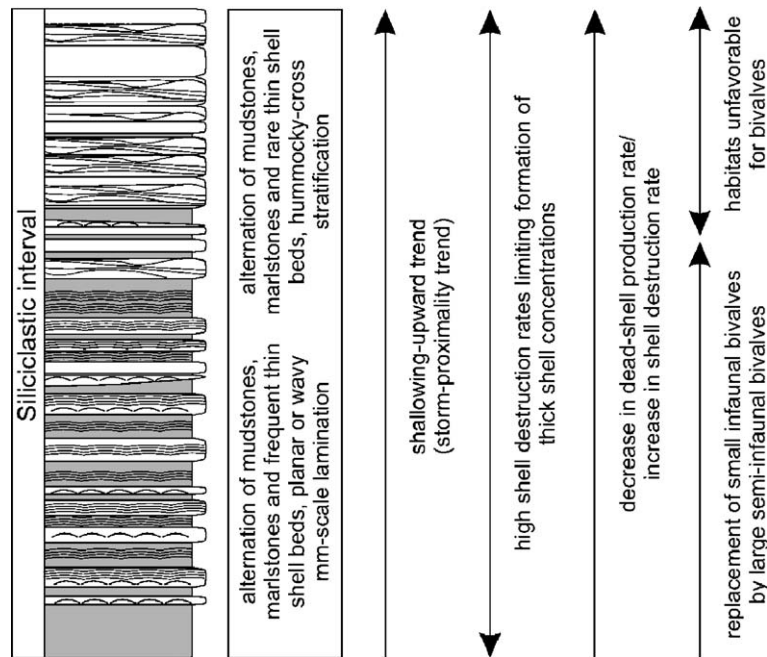 Siliciclastic interval
alternation of mudstones,
marlstones and rare thin shell
beds, hummocky-cross
stratification
alternation of mudstones,
marlstones and frequent thin
shell beds, planar or wavy
mm-scale lamination
shallowing-upward trend
(storm-proximality trend)
high shell destruction rates limiting formation of
thick shell concentrations
decrease in dead-shell production rate/
increase in shell destruction rate
habitats unfavorable
for bivalves
replacement of small infaunal bivalves
by large semi-infaunal bivalves